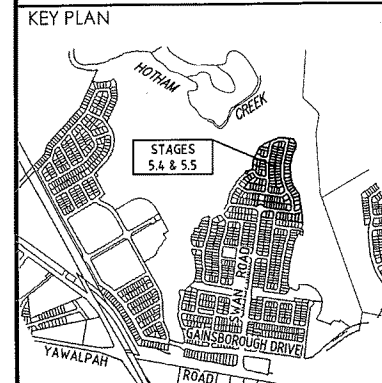 KEY PLAN
HOTHAM
CREEK
STAGES
5.4 & 5.5
SWAN ROAD
GAINSBOROUGH DRIVE
YAWALPAH
ROAD